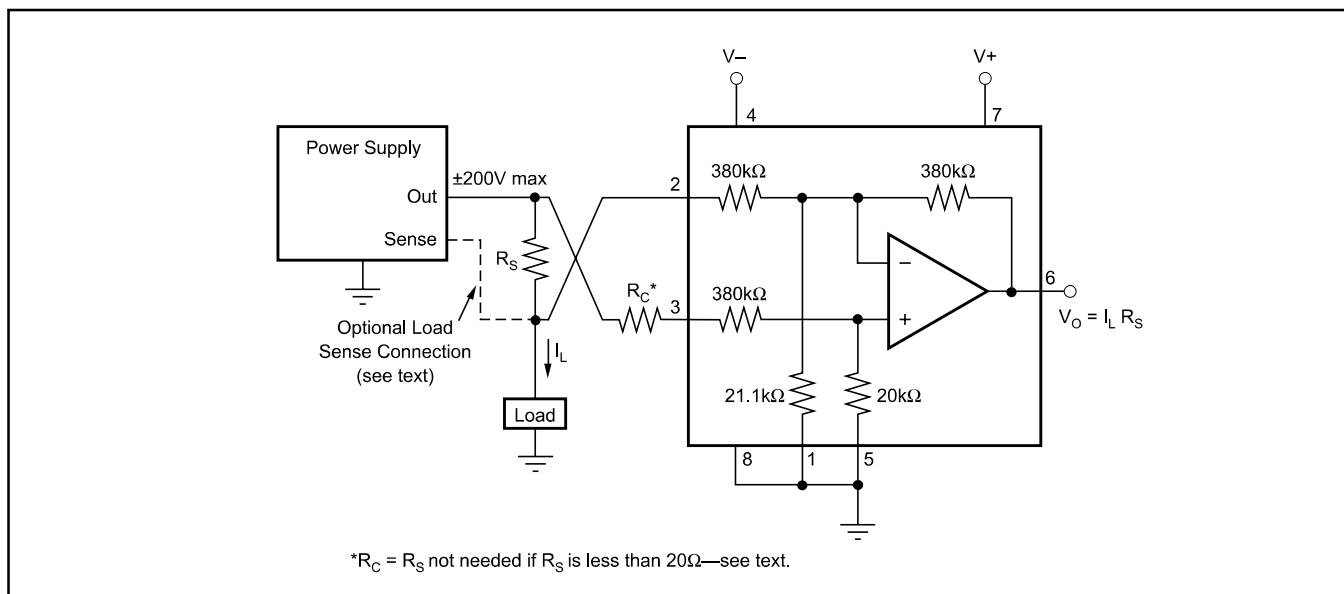 V– V+
4 7
Power Supply
±200V max
Out
Sense
2 380kΩ 380kΩ
R_S
R_C*
3 380kΩ
–
+
6
V_O = I_L R_S
Optional Load
Sense Connection
(see text)
I_L
Load
21.1kΩ 20kΩ
8 1 5
*R_C = R_S not needed if R_S is less than 20Ω—see text.